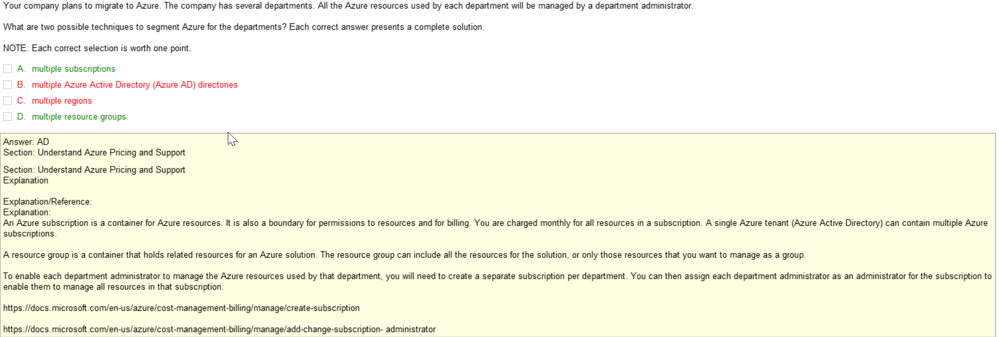 Your company plans to migrate to Azure. The company has several departments. All the Azure resources used by each department will be managed by a department administrator.
What are two possible techniques to segment Azure for the departments? Each correct answer presents a complete solution.
NOTE: Each correct selection is worth one point.
A. multiple subscriptions
B. multiple Azure Active Directory (Azure AD) directories
C. multiple regions
D. multiple resource groups
Answer: AD
Section: Understand Azure Pricing and Support
Section: Understand Azure Pricing and Support
Explanation
Explanation/Reference:
Explanation:
An Azure subscription is a container for Azure resources. It is also a boundary for permissions to resources and for billing. You are charged monthly for all resources in a subscription. A single Azure tenant (Azure Active Directory) can contain multiple Azure
subscriptions.
A resource group is a container that holds related resources for an Azure solution. The resource group can include all the resources for the solution, or only those resources that you want to manage as a group.
To enable each department administrator to manage the Azure resources used by that department, you will need to create a separate subscription per department. You can then assign each department administrator as an administrator for the subscription to
enable them to manage all resources in that subscription.
https://docs.microsoft.com/en-us/azure/cost-management-billing/manage/create-subscription
https://docs.microsoft.com/en-us/azure/cost-management-billing/manage/add-change-subscription- administrator